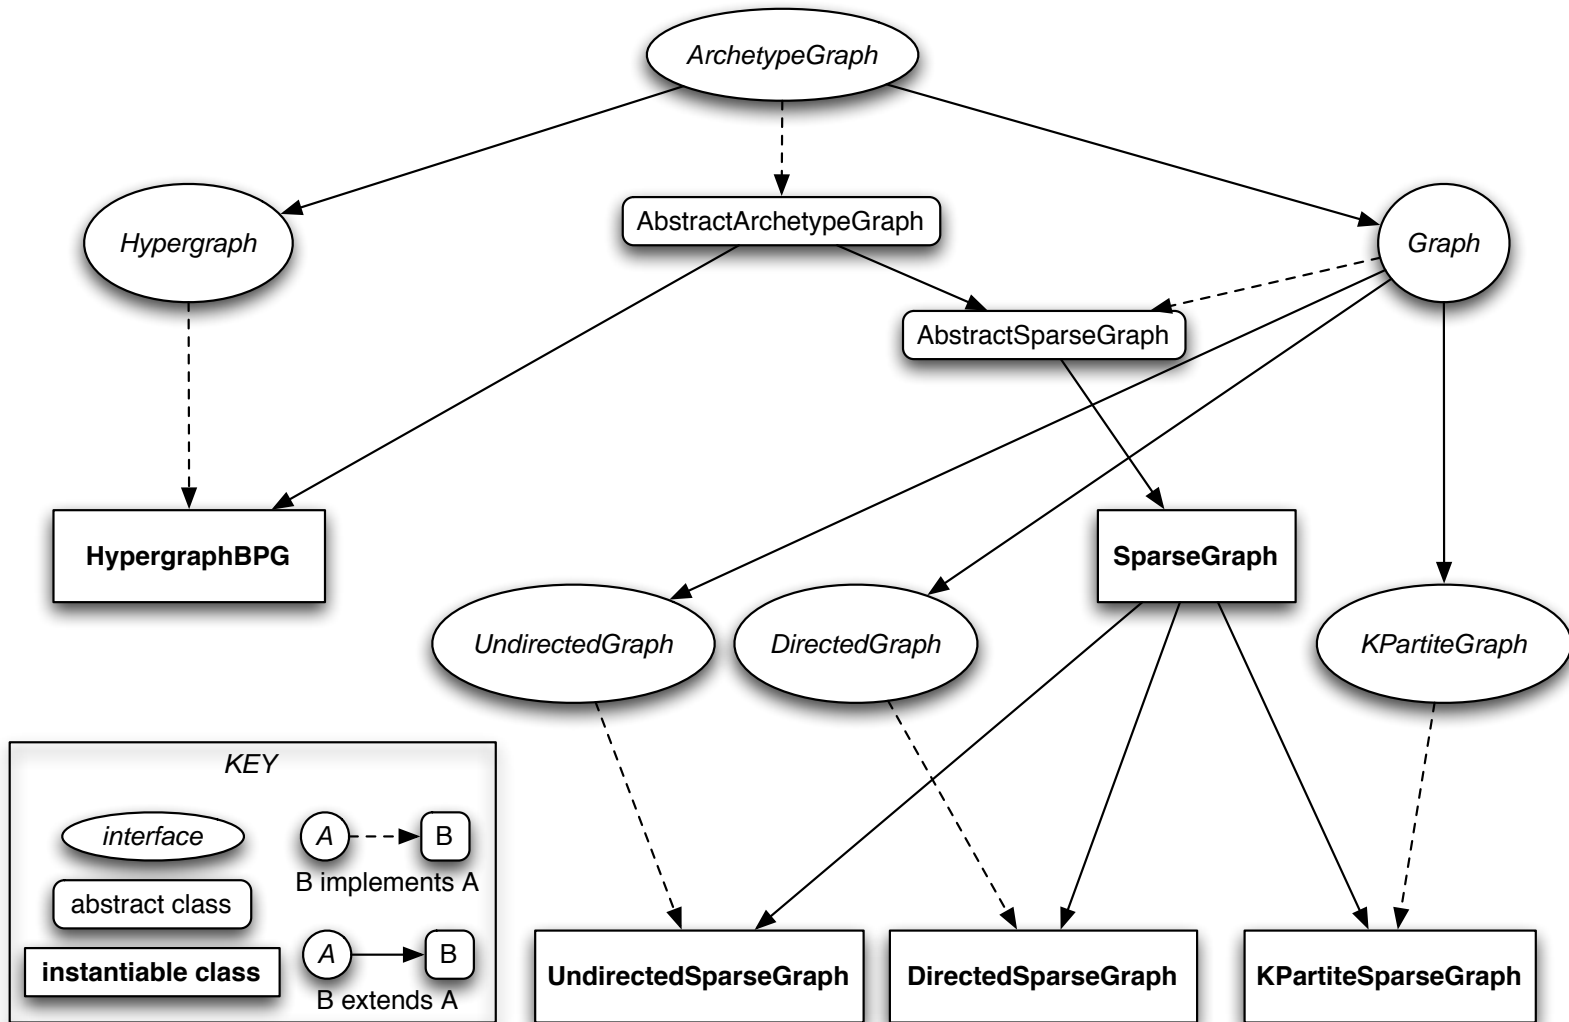 ArchetypeGraph
AbstractArchetypeGraph
Hypergraph
Graph
AbstractSparseGraph
HypergraphBPG
SparseGraph
UndirectedGraph
DirectedGraph
KPartiteGraph
KEY
interface
A
B
B implements A
abstract class
A
B
instantiable class
B extends A
UndirectedSparseGraph
DirectedSparseGraph
KPartiteSparseGraph